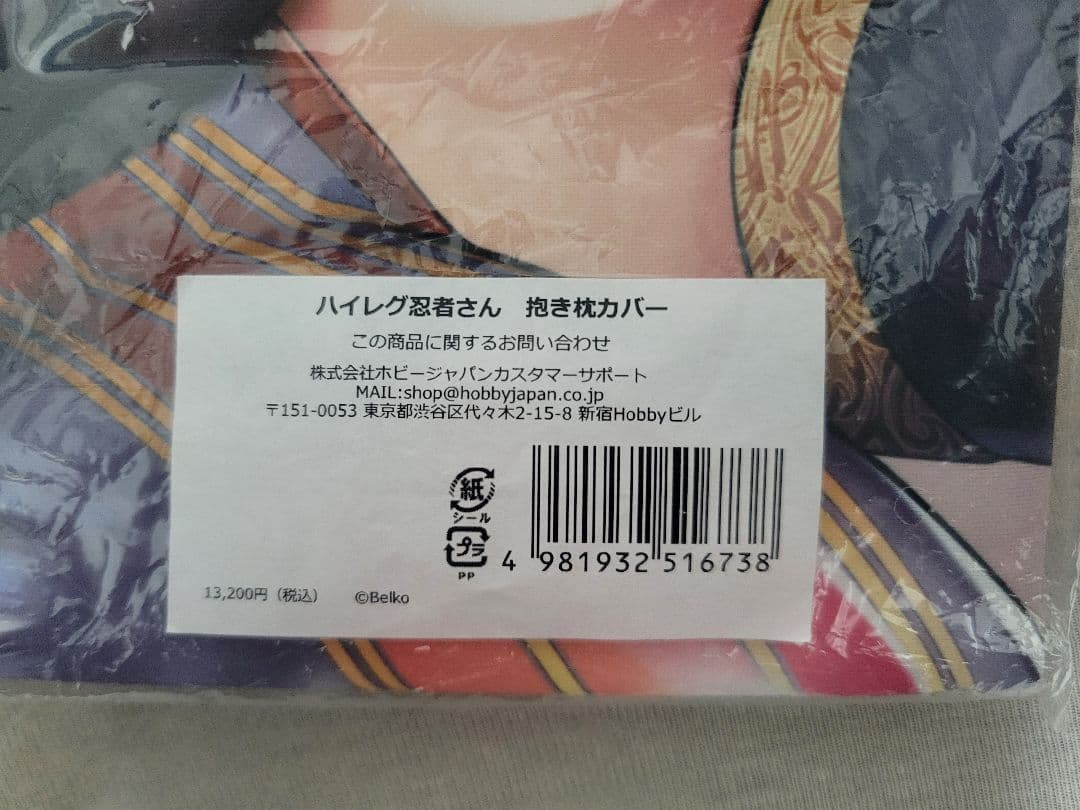 ハイレグ忍者さん　抱き枕カバー
この商品に関するお問い合わせ
株式会社ホビージャパンカスタマーサポート
MAIL:shop@hobbyjapan.co.jp
〒151-0053 東京都渋谷区代々木2-15-8 新宿Hobbyビル
紙
シール
プラ
PP
4 981932 516738
13,200円（税込）　©Belko